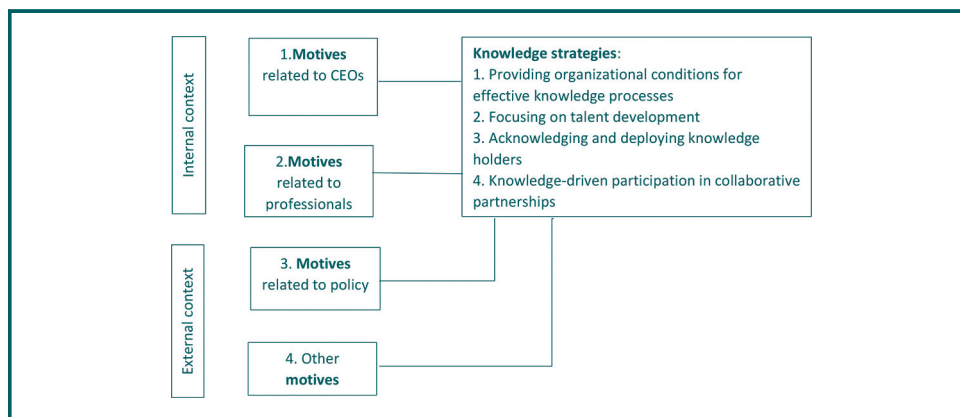 Internal context
1.Motives
related to CEOs
2.Motives
related to
professionals
External context
3. Motives
related to policy
4. Other
motives
Knowledge strategies:
1. Providing organizational conditions for
effective knowledge processes
2. Focusing on talent development
3. Acknowledging and deploying knowledge
holders
4. Knowledge-driven participation in collaborative
partnerships